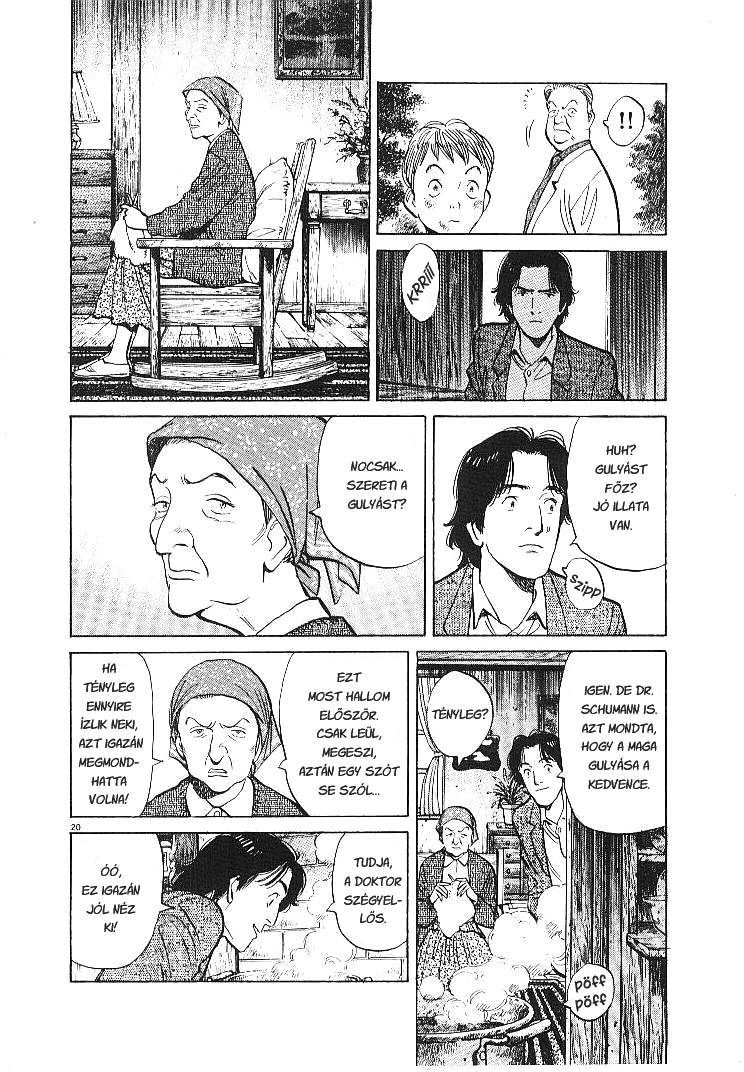 !!
KRRIII
HUH?
GULYÁST
FŐZ?
JÓ ILLATA
VAN.
SZIPP
NOCSAK...
SZERETI A
GULYÁST?
IGEN. DE DR.
SCHUMANN IS.
AZT MONDTA,
HOGY A MAGA
GULYÁSA A
KEDVENCE.
TÉNYLEG?
PÖFF
PÖFF
EZT
MOST HALLOM
ELŐSZÖR.
CSAK LEÜL,
MEGESZI,
AZTÁN EGY SZÓT
SE SZÓL...
HA
TÉNYLEG
ENNYIRE
ÍZLIK NEKI,
AZT IGAZÁN
MEGMOND-
HATTA
VOLNA!
TUDJA,
A DOKTOR
SZÉGYEL-
LŐS.
ÓÓ,
EZ IGAZÁN
JÓL NÉZ
KI!
20